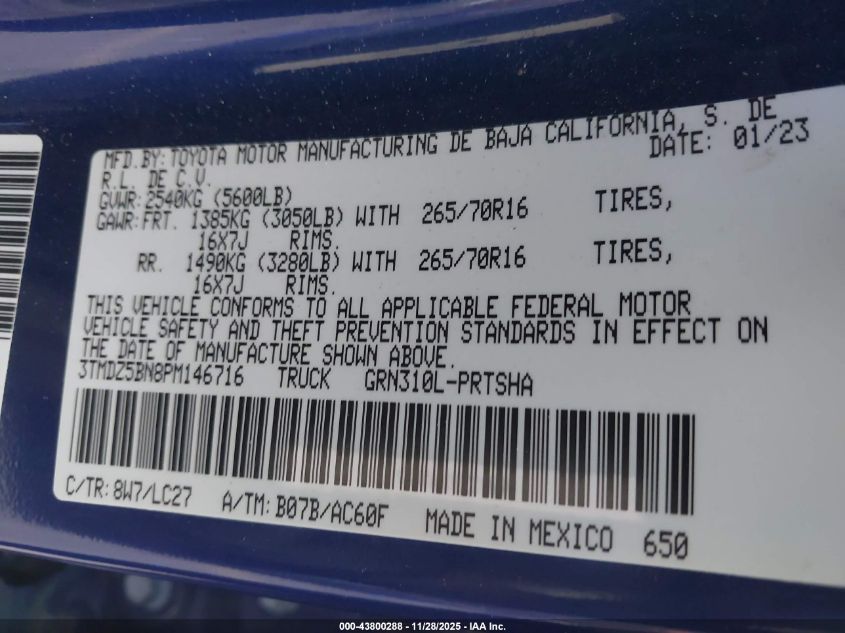 MFD.BY: TOYOTA MOTOR MANUFACTURING DE BAJA CALIFORNIA, S. DE
R.L. DE C.V. DATE: 01/23
GVWR: 2540KG (5600LB)
GAWR: FRT. 1385KG (3050LB) WITH 265/70R16 TIRES,
16X7J RIMS.
RR. 1490KG (3280LB) WITH 265/70R16 TIRES,
16X7J RIMS.
THIS VEHICLE CONFORMS TO ALL APPLICABLE FEDERAL MOTOR
VEHICLE SAFETY AND THEFT PREVENTION STANDARDS IN EFFECT ON
THE DATE OF MANUFACTURE SHOWN ABOVE.
3TMDZ5BN8PM146716 TRUCK GRN310L-PRTSHA
C/TR: 8W7/LC27 A/TM: B07B/AC60F MADE IN MEXICO 650
000-43800288 - 11/28/2025 - IAA Inc.